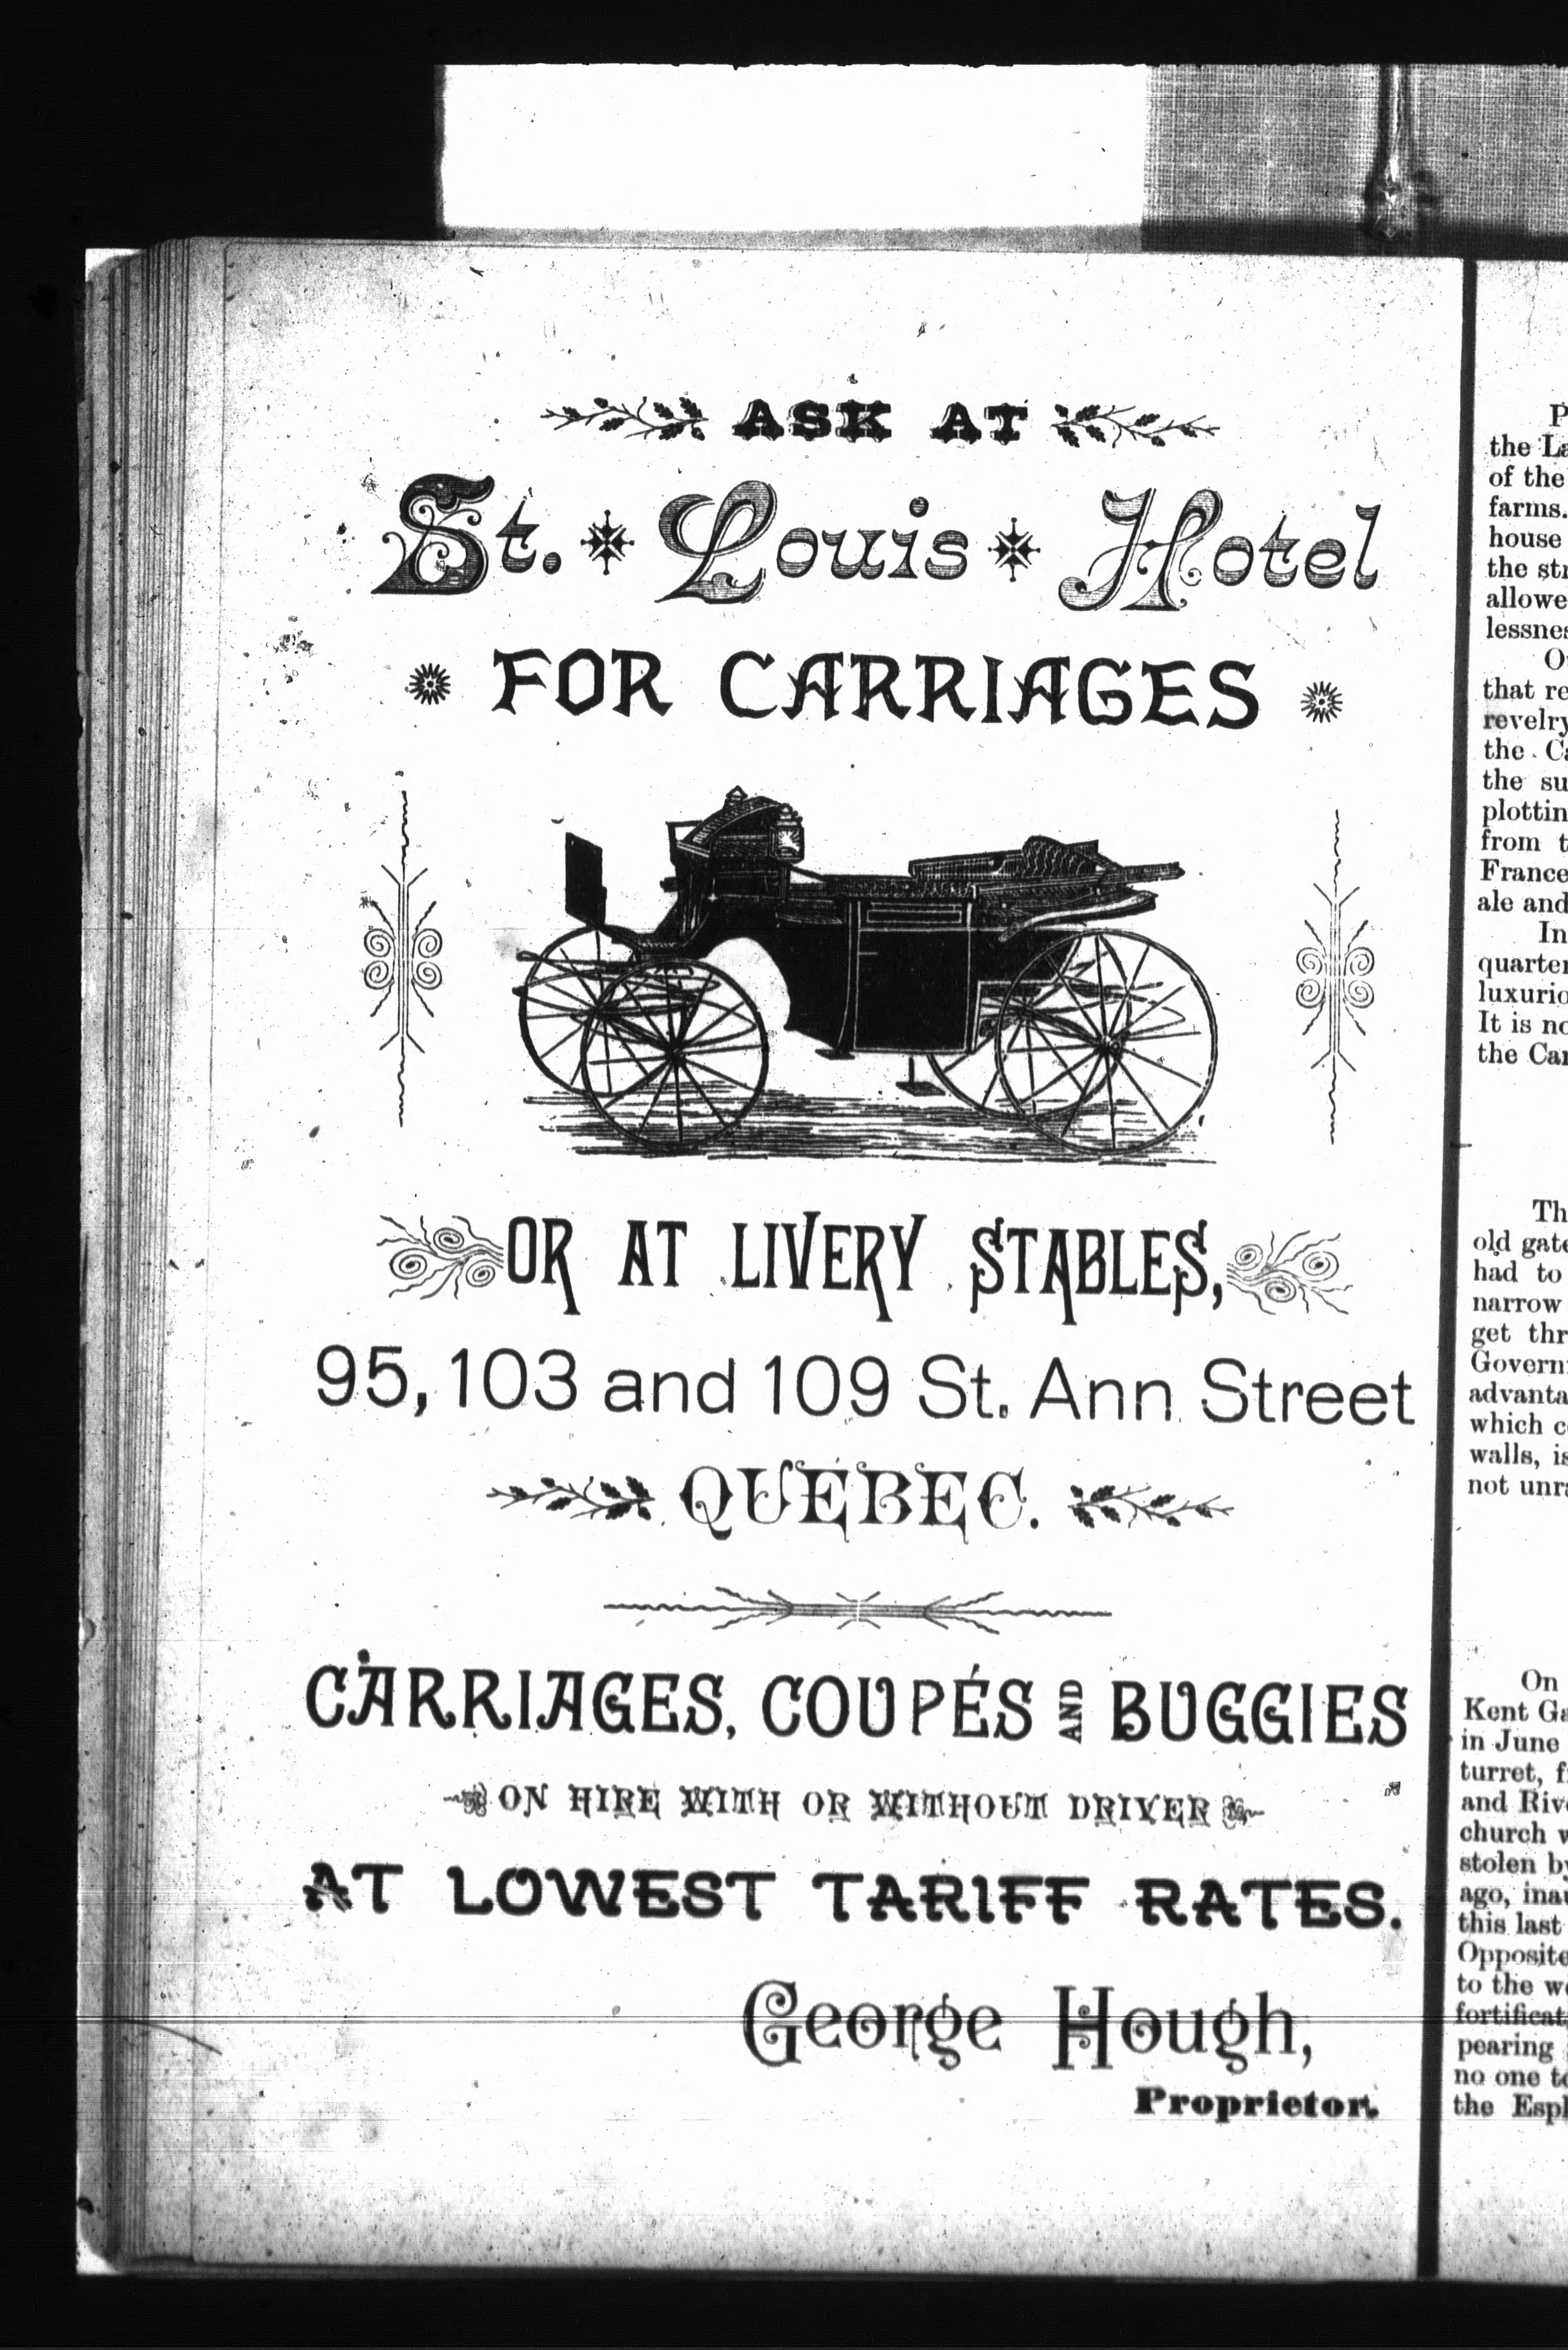 ASK AT
St. Louis Hotel
FOR CARRIAGES
OR AT LIVERY STABLES,
95, 103 and 109 St. Ann Street
QUEBEC.
CARRIAGES, COUPÉS AND BUGGIES
ON HIRE WITH OR WITHOUT DRIVER
AT LOWEST TARIFF RATES.
George Hough,
Proprietor.
P
the La
of the
farms.
house
the str
allowe
lessnes
O
that re
revelry
the Ca
the su
plottin
from t
France
ale and
In
quarter
luxurio
It is no
the Car
Th
old gate
had to
narrow
get thr
Govern
advanta
which c
walls, is
not unra
On
Kent Ga
in June
turret, f
and Riv
church w
stolen by
ago, inau
this last
Opposite
to the we
fortificat
pearing
no one to
the Espl